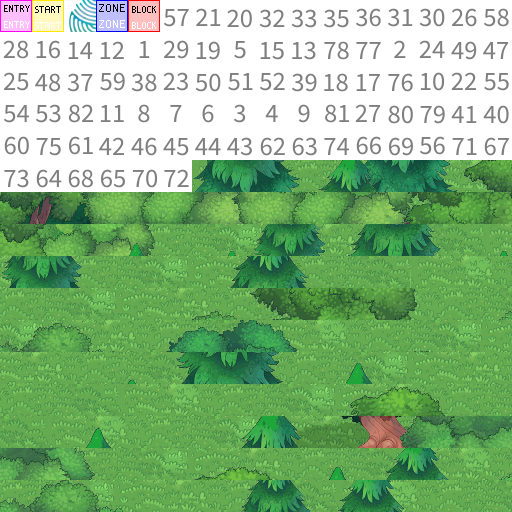 ENTRY START ZONE BLOCK 57 21 20 32 33 35 36 31 30 26 58
ENTRY START ZONE BLOCK
28 16 14 12 1 29 19 5 15 13 78 77 2 24 49 47
25 48 37 59 38 23 50 51 52 39 18 17 76 10 22 55
54 53 82 11 8 7 6 3 4 9 81 27 80 79 41 40
60 75 61 42 46 45 44 43 62 63 74 66 69 56 71 67
73 64 68 65 70 72